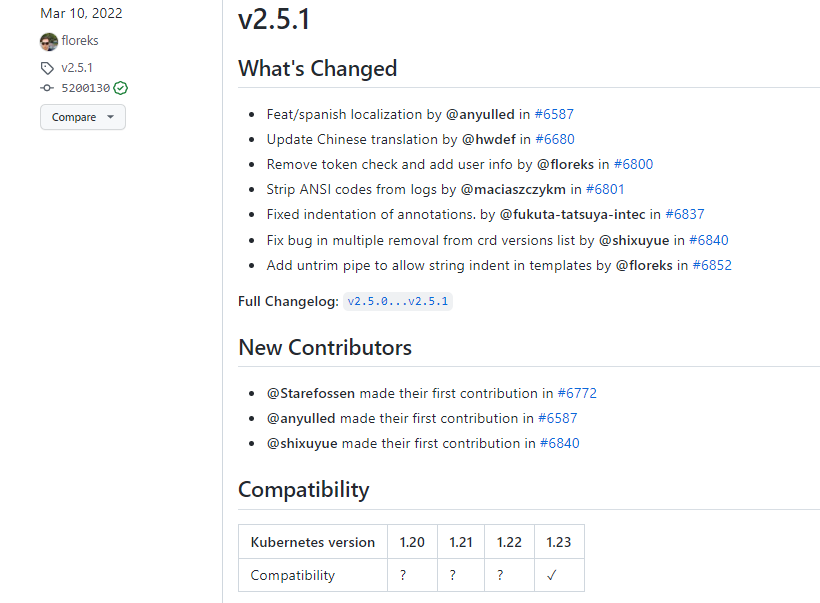 Mar 10, 2022
floreks
v2.5.1
5200130
Compare
v2.5.1
What's Changed
Feat/spanish localization by @anyulled in #6587
Update Chinese translation by @hwdef in #6680
Remove token check and add user info by @floreks in #6800
Strip ANSI codes from logs by @maciaszczykm in #6801
Fixed indentation of annotations. by @fukuta-tatsuya-intec in #6837
Fix bug in multiple removal from crd versions list by @shixuyue in #6840
Add untrim pipe to allow string indent in templates by @floreks in #6852
Full Changelog: v2.5.0...v2.5.1
New Contributors
@Starefossen made their first contribution in #6772
@anyulled made their first contribution in #6587
@shixuyue made their first contribution in #6840
Compatibility
Kubernetes version 1.20 1.21 1.22 1.23
Compatibility ? ? ? ✓